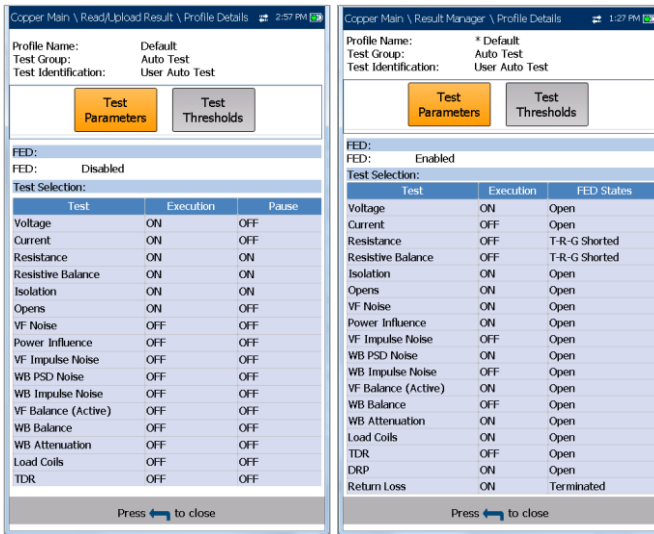 Copper Main \ Read/Upload Result \ Profile Details 2:57 PM
Profile Name: Default
Test Group: Auto Test
Test Identification: User Auto Test
Test Parameters
Test Thresholds
FED:
FED: Disabled
Test Selection:
Test Execution Pause
Voltage ON OFF
Current ON OFF
Resistance ON ON
Resistive Balance ON ON
Isolation ON ON
Opens ON OFF
VF Noise OFF OFF
Power Influence OFF OFF
VF Impulse Noise OFF OFF
WB PSD Noise OFF OFF
WB Impulse Noise OFF OFF
VF Balance (Active) OFF OFF
WB Balance OFF OFF
WB Attenuation OFF OFF
Load Coils OFF OFF
TDR OFF OFF
Press to close
Copper Main \ Result Manager \ Profile Details 1:27 PM
Profile Name: * Default
Test Group: Auto Test
Test Identification: User Auto Test
Test Parameters
Test Thresholds
FED:
FED: Enabled
Test Selection:
Test Execution FED States
Voltage ON Open
Current OFF Open
Resistance OFF T-R-G Shorted
Resistive Balance OFF T-R-G Shorted
Isolation ON Open
Opens ON Open
VF Noise ON Open
Power Influence ON Open
VF Impulse Noise OFF Open
WB PSD Noise ON Open
WB Impulse Noise OFF Open
VF Balance (Active) ON Open
WB Balance OFF Open
WB Attenuation ON Open
Load Coils ON Open
TDR OFF Open
DRP ON Open
Return Loss ON Terminated
Press to close